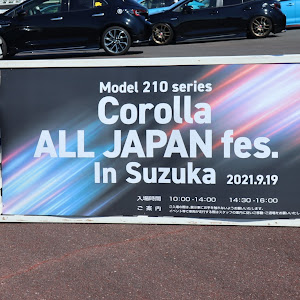 Model 210 series
Corolla
ALL JAPAN fes.
In Suzuka 2021.9.19
入場時間 10:00-14:00 14:30-16:00
ご案内